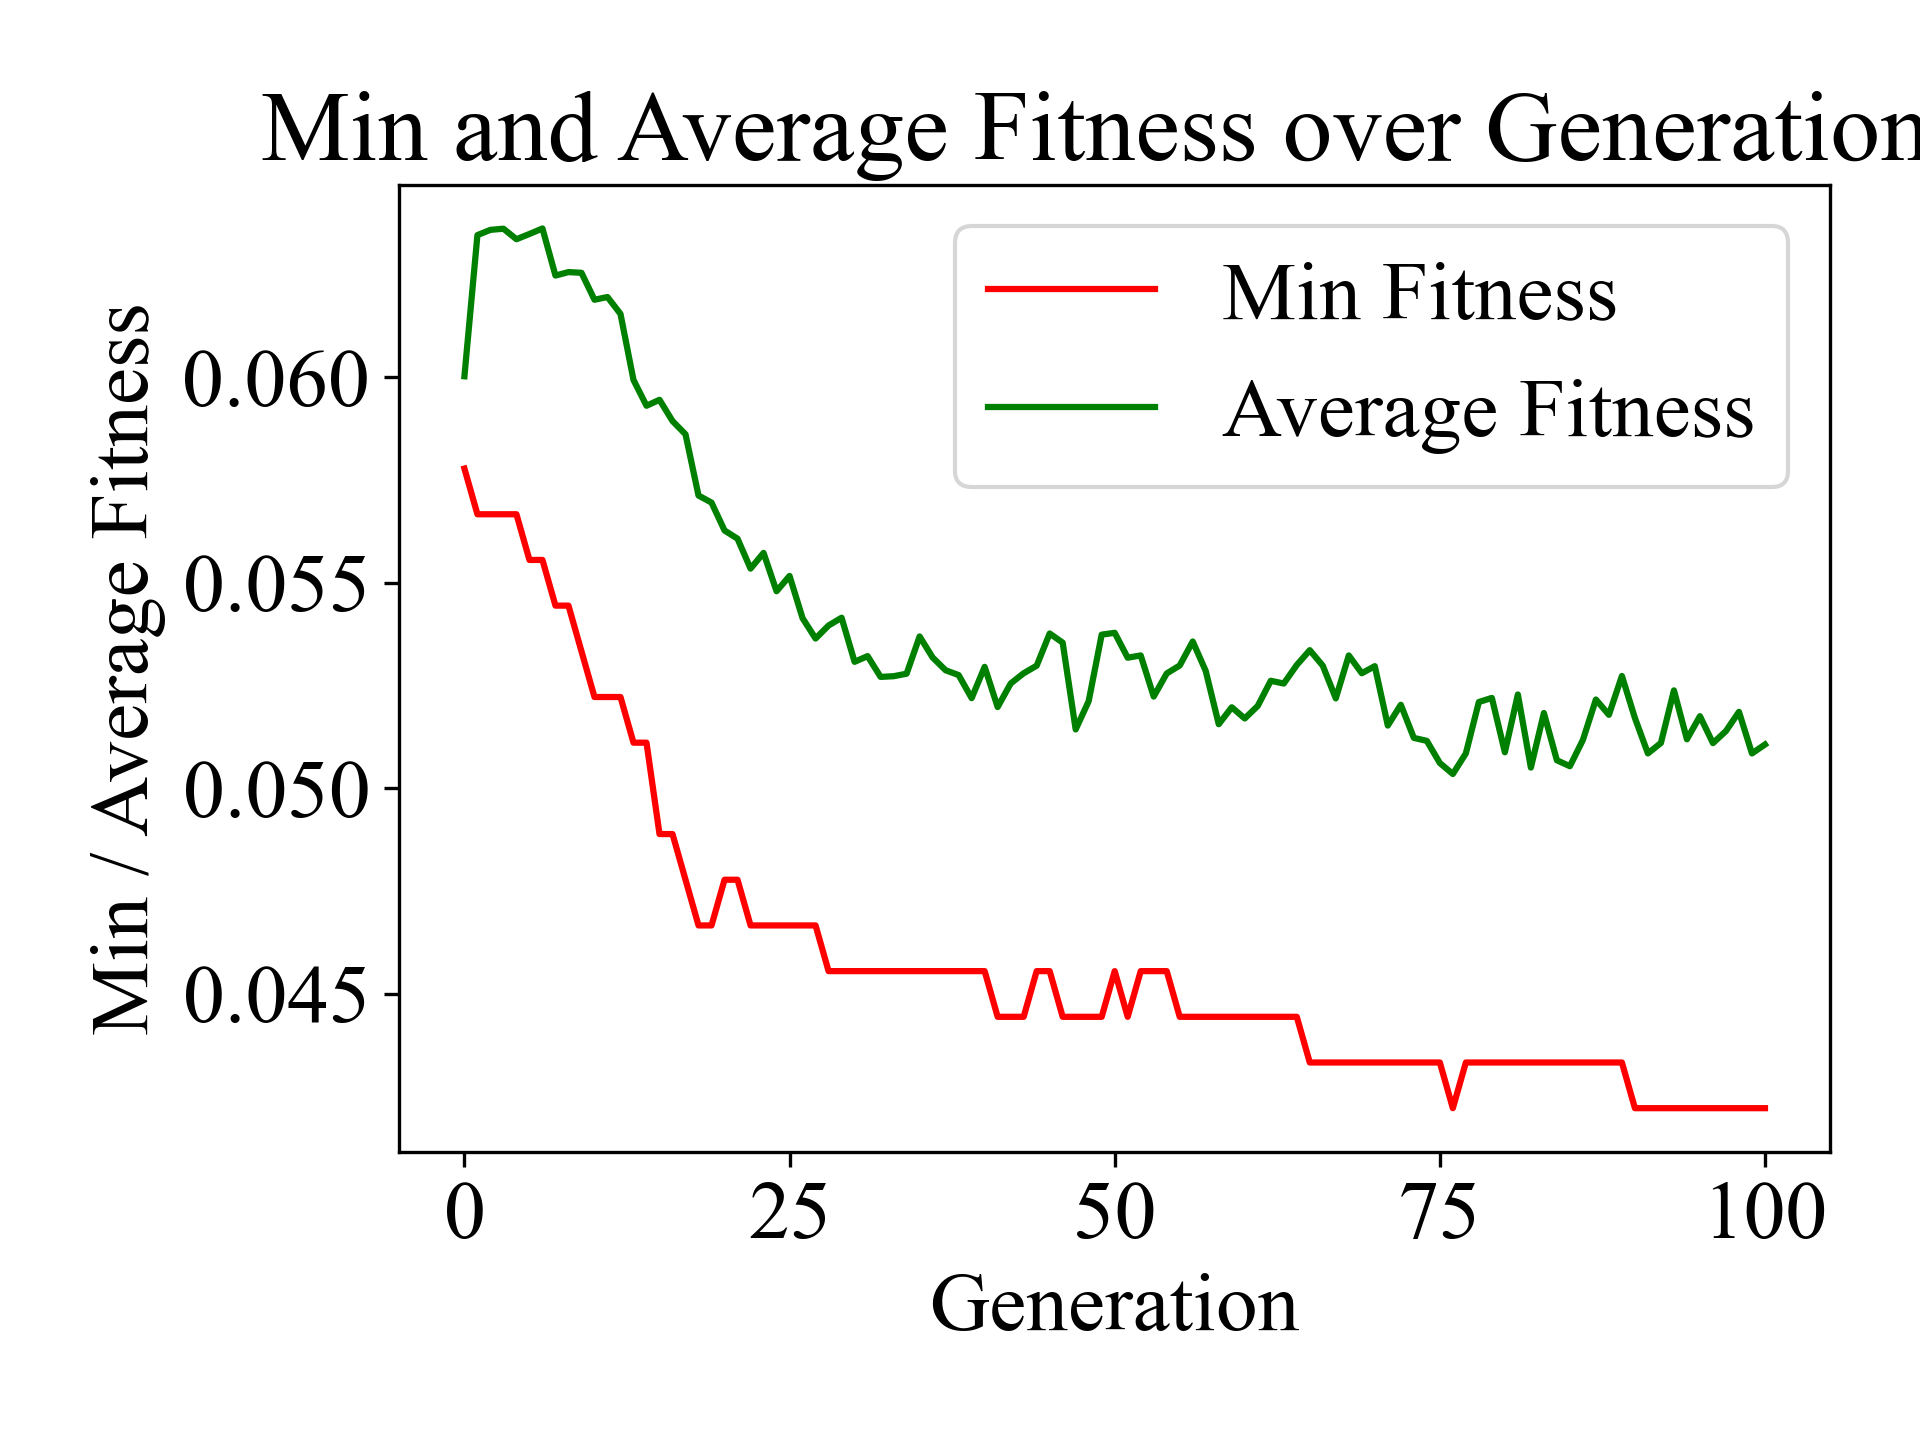 Min and Average Fitness over Generation
Min Fitness
Average Fitness
Min / Average Fitness
0.060
0.055
0.050
0.045
0 25 50 75 100
Generation